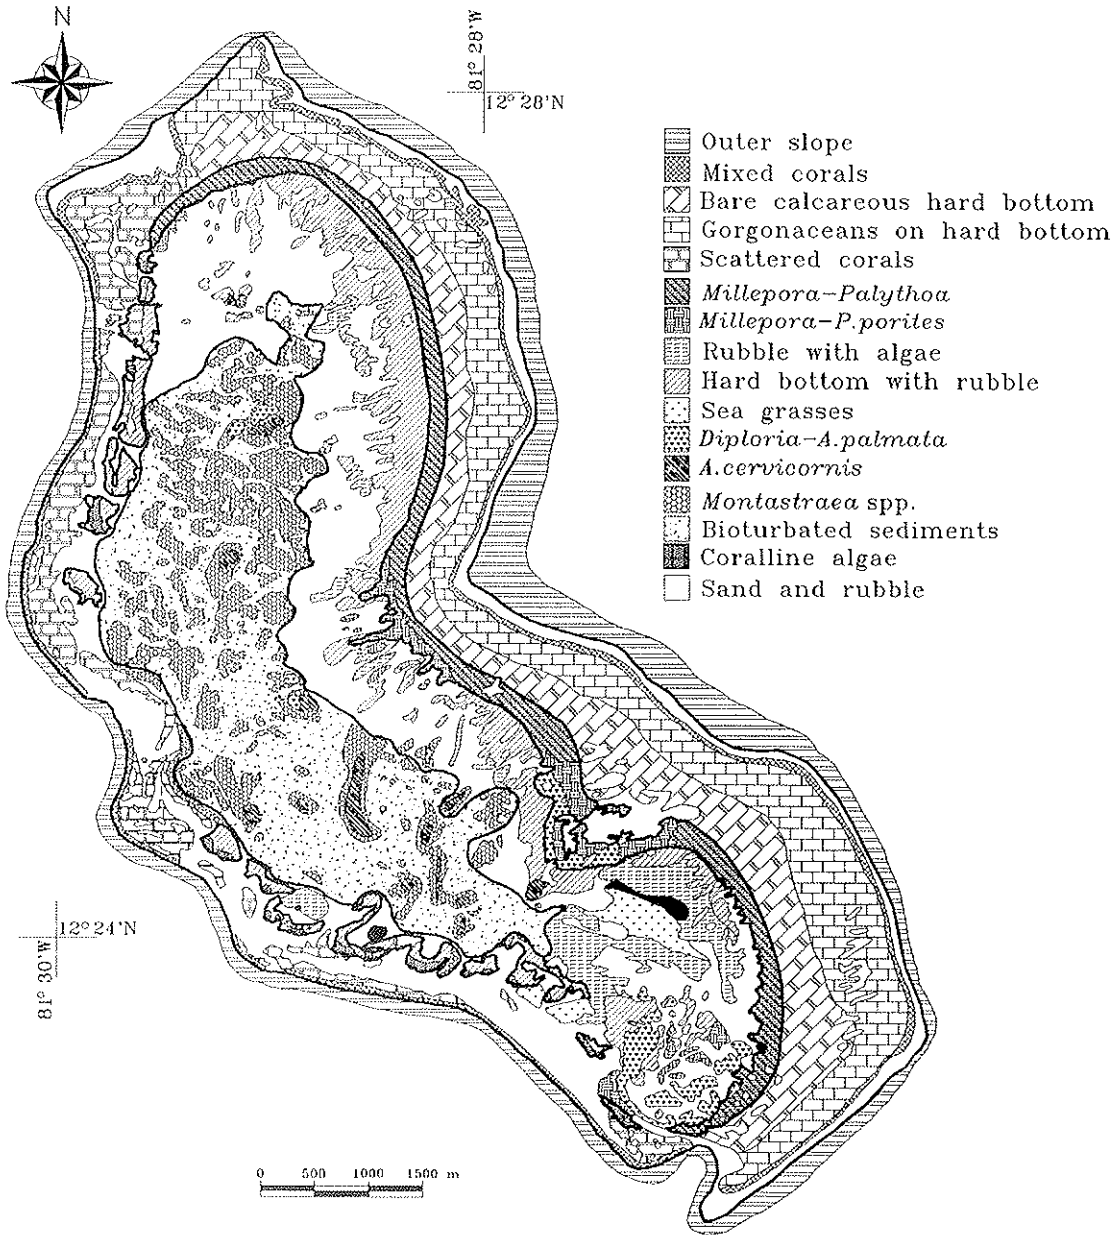 N
81° 28'W
12° 28'N
Outer slope
Mixed corals
Bare calcareous hard bottom
Gorgonaceans on hard bottom
Scattered corals
Millepora-Palythoa
Millepora-P.porites
Rubble with algae
Hard bottom with rubble
Sea grasses
Diploria-A.palmata
A.cervicornis
Montastraea spp.
Bioturbated sediments
Coralline algae
Sand and rubble
12° 24'N
81° 30'W
0 500 1000 1500 m